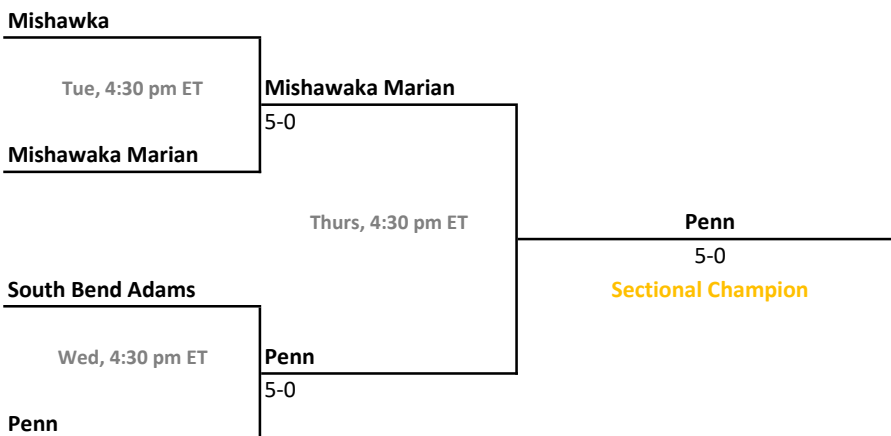 Mishawka
Tue, 4:30 pm ET
Mishawaka Marian
5-0
Mishawaka Marian
Thurs, 4:30 pm ET
Penn
5-0
Sectional Champion
South Bend Adams
Wed, 4:30 pm ET
Penn
5-0
Penn